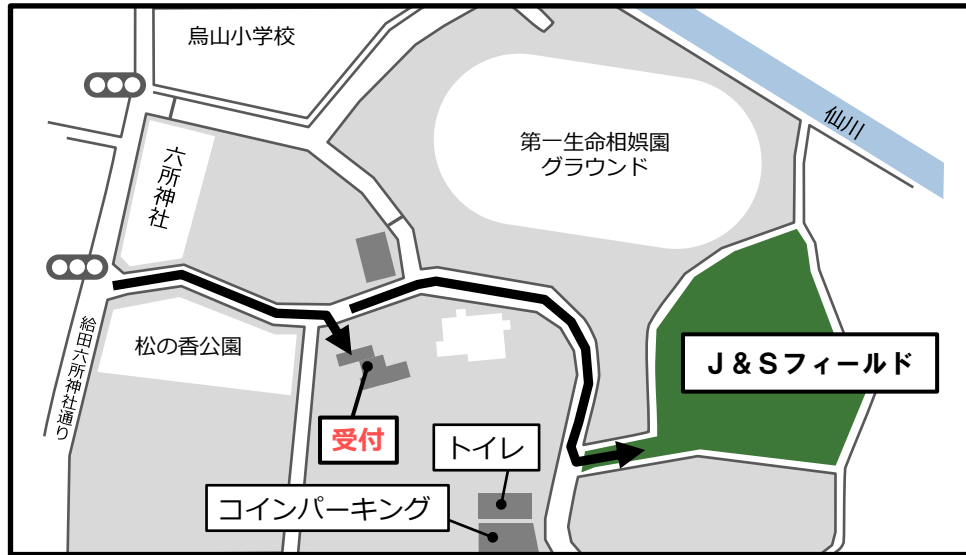 烏山小学校
仙川
第一生命相娯園
グラウンド
六所神社
松の香公園
給田六所神社通り
J&Sフィールド
受付
トイレ
コインパーキング